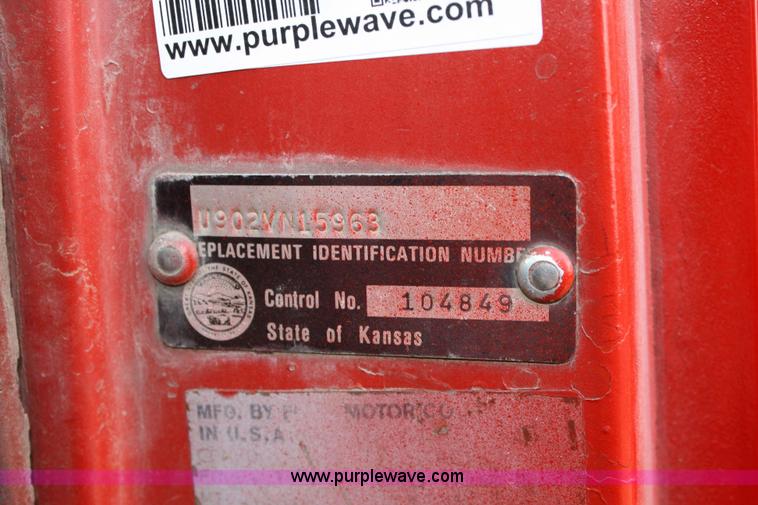 www.purplewave.com
U902VN15963
EPLACEMENT IDENTIFICATION NUMBE
Control No. 104849
State of Kansas
MFG. BY F MOTOR CO
IN U.S.A.
www.purplewave.com